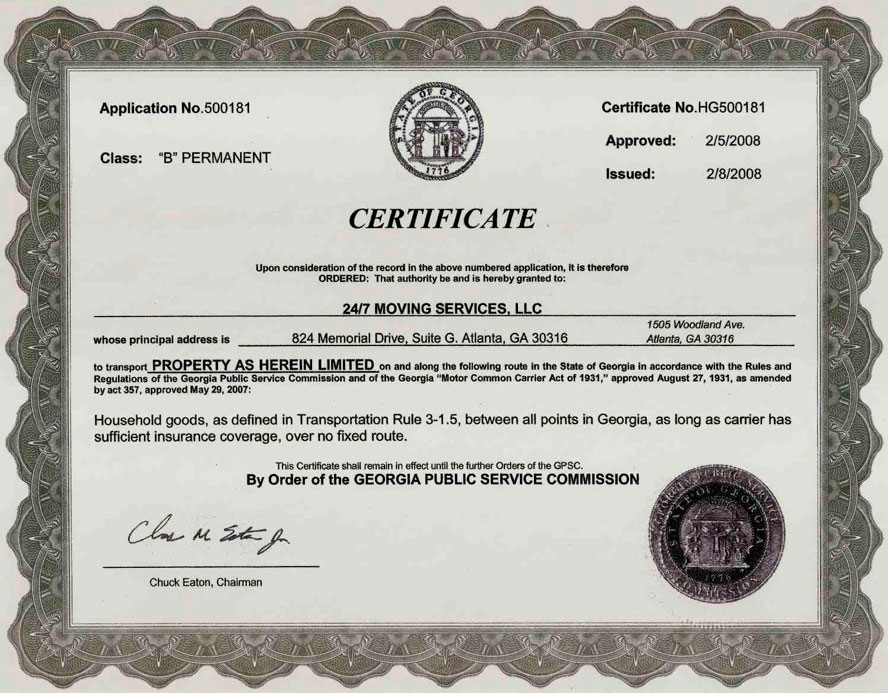 Application No.500181
Certificate No.HG500181
STATE OF GEORGIA
1776
Approved: 2/5/2008
Class: "B" PERMANENT
Issued: 2/8/2008
CERTIFICATE
Upon consideration of the record in the above numbered application, it is therefore
ORDERED: That authority be and is hereby granted to:
24/7 MOVING SERVICES, LLC
1505 Woodland Ave.
whose principal address is 824 Memorial Drive, Suite G. Atlanta, GA 30316 Atlanta, GA 30316
to transport PROPERTY AS HEREIN LIMITED on and along the following route in the State of Georgia in accordance with the Rules and
Regulations of the Georgia Public Service Commission and of the Georgia "Motor Common Carrier Act of 1931," approved August 27, 1931, as amended
by act 357, approved May 29, 2007:
Household goods, as defined in Transportation Rule 3-1.5, between all points in Georgia, as long as carrier has
sufficient insurance coverage, over no fixed route.
This Certificate shall remain in effect until the further Orders of the GPSC.
By Order of the GEORGIA PUBLIC SERVICE COMMISSION
GEORGIA PUBLIC SERVICE
STATE OF GEORGIA
1776
COMMISSION
Chuck Eaton, Chairman